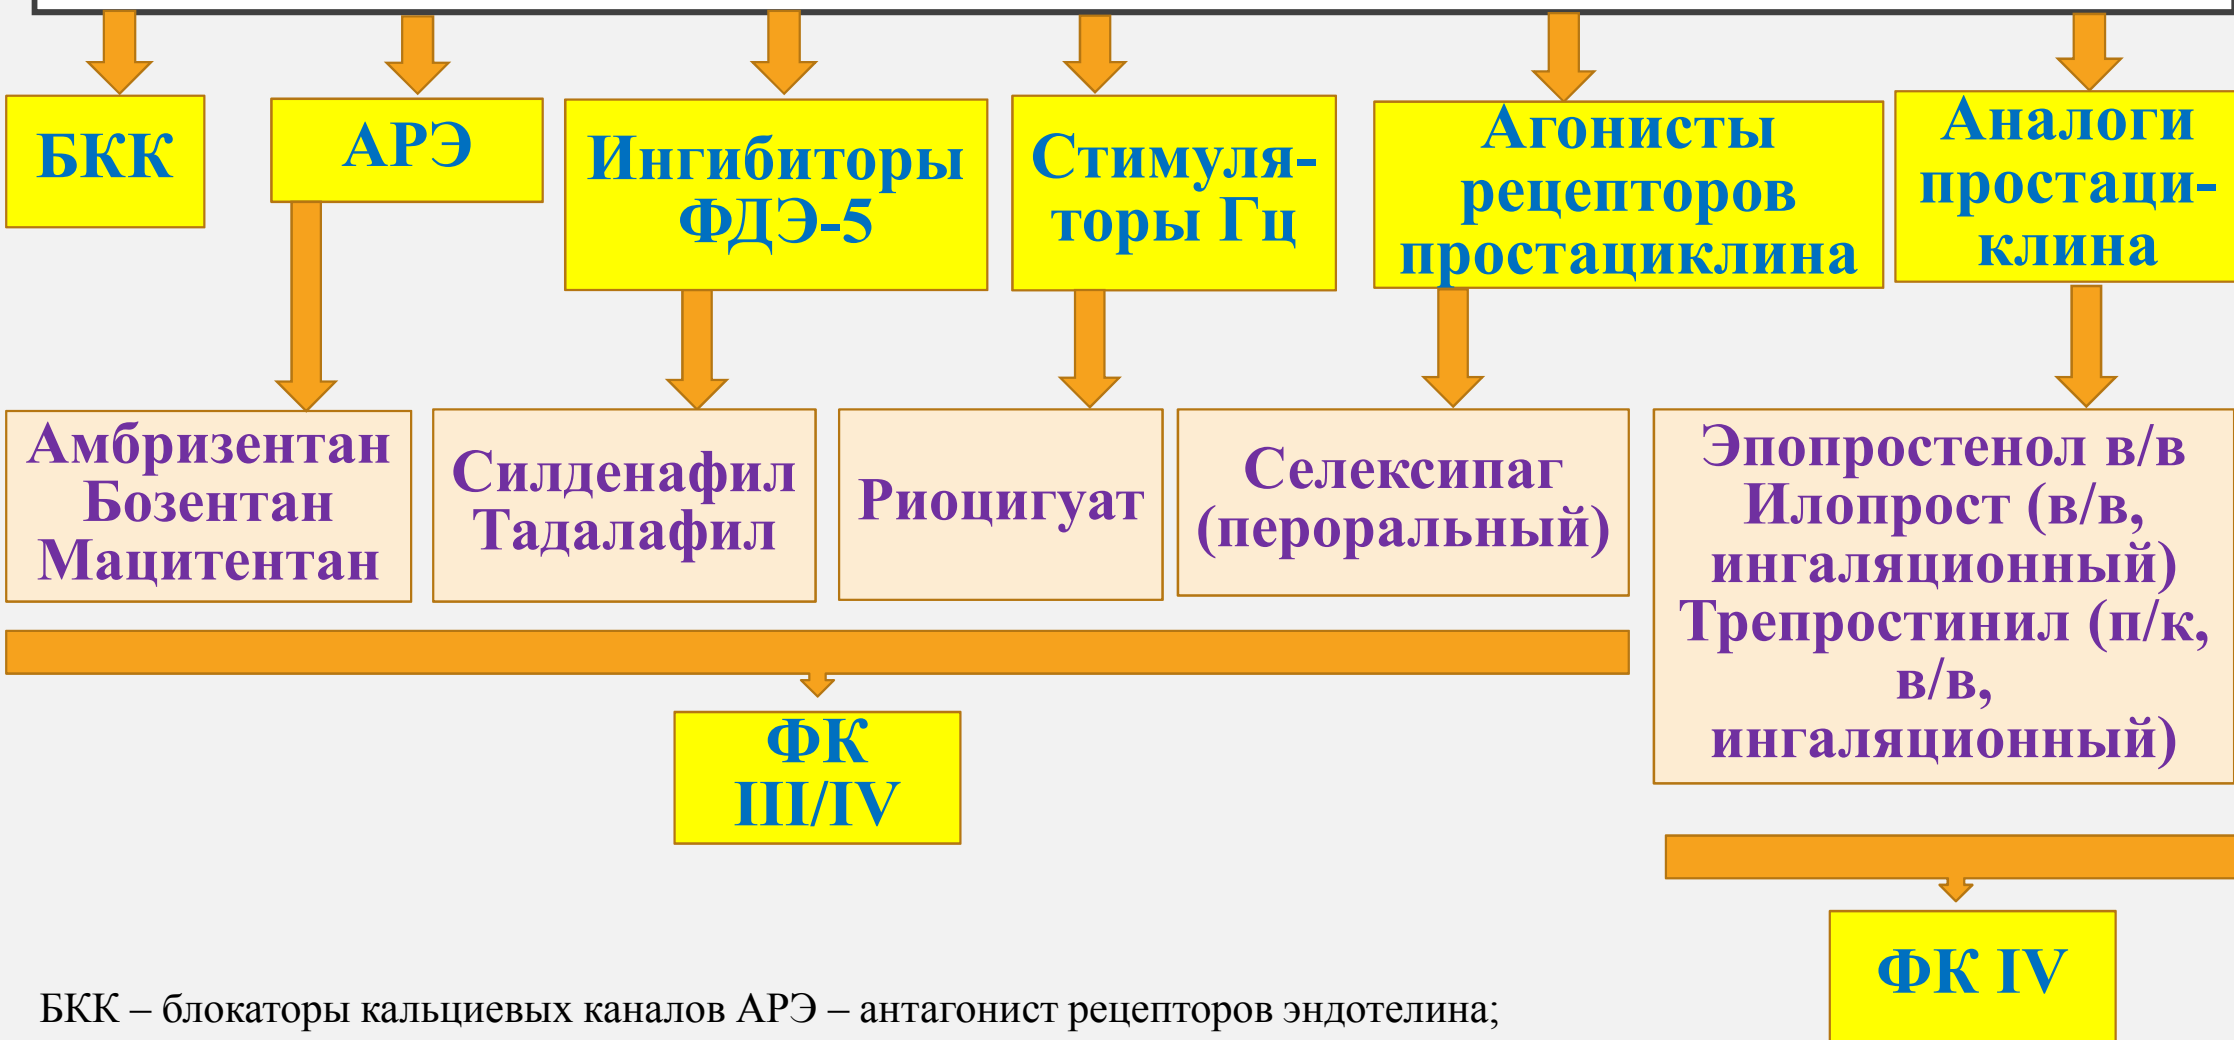 БКК
АРЭ
Ингибиторы
ФДЭ-5
Стимуля-
торы Гц
Агонисты
рецепторов
простациклина
Аналоги
простаци-
клина
Амбризентан
Бозентан
Мацитентан
Силденафил
Тадалафил
Риоцигуат
Селексипаг
(пероральный)
Эпопростенол в/в
Илопрост (в/в,
ингаляционный)
Трепростинил (п/к,
в/в,
ингаляционный)
ФК
III/IV
ФК IV
БКК – блокаторы кальциевых каналов АРЭ – антагонист рецепторов эндотелина;